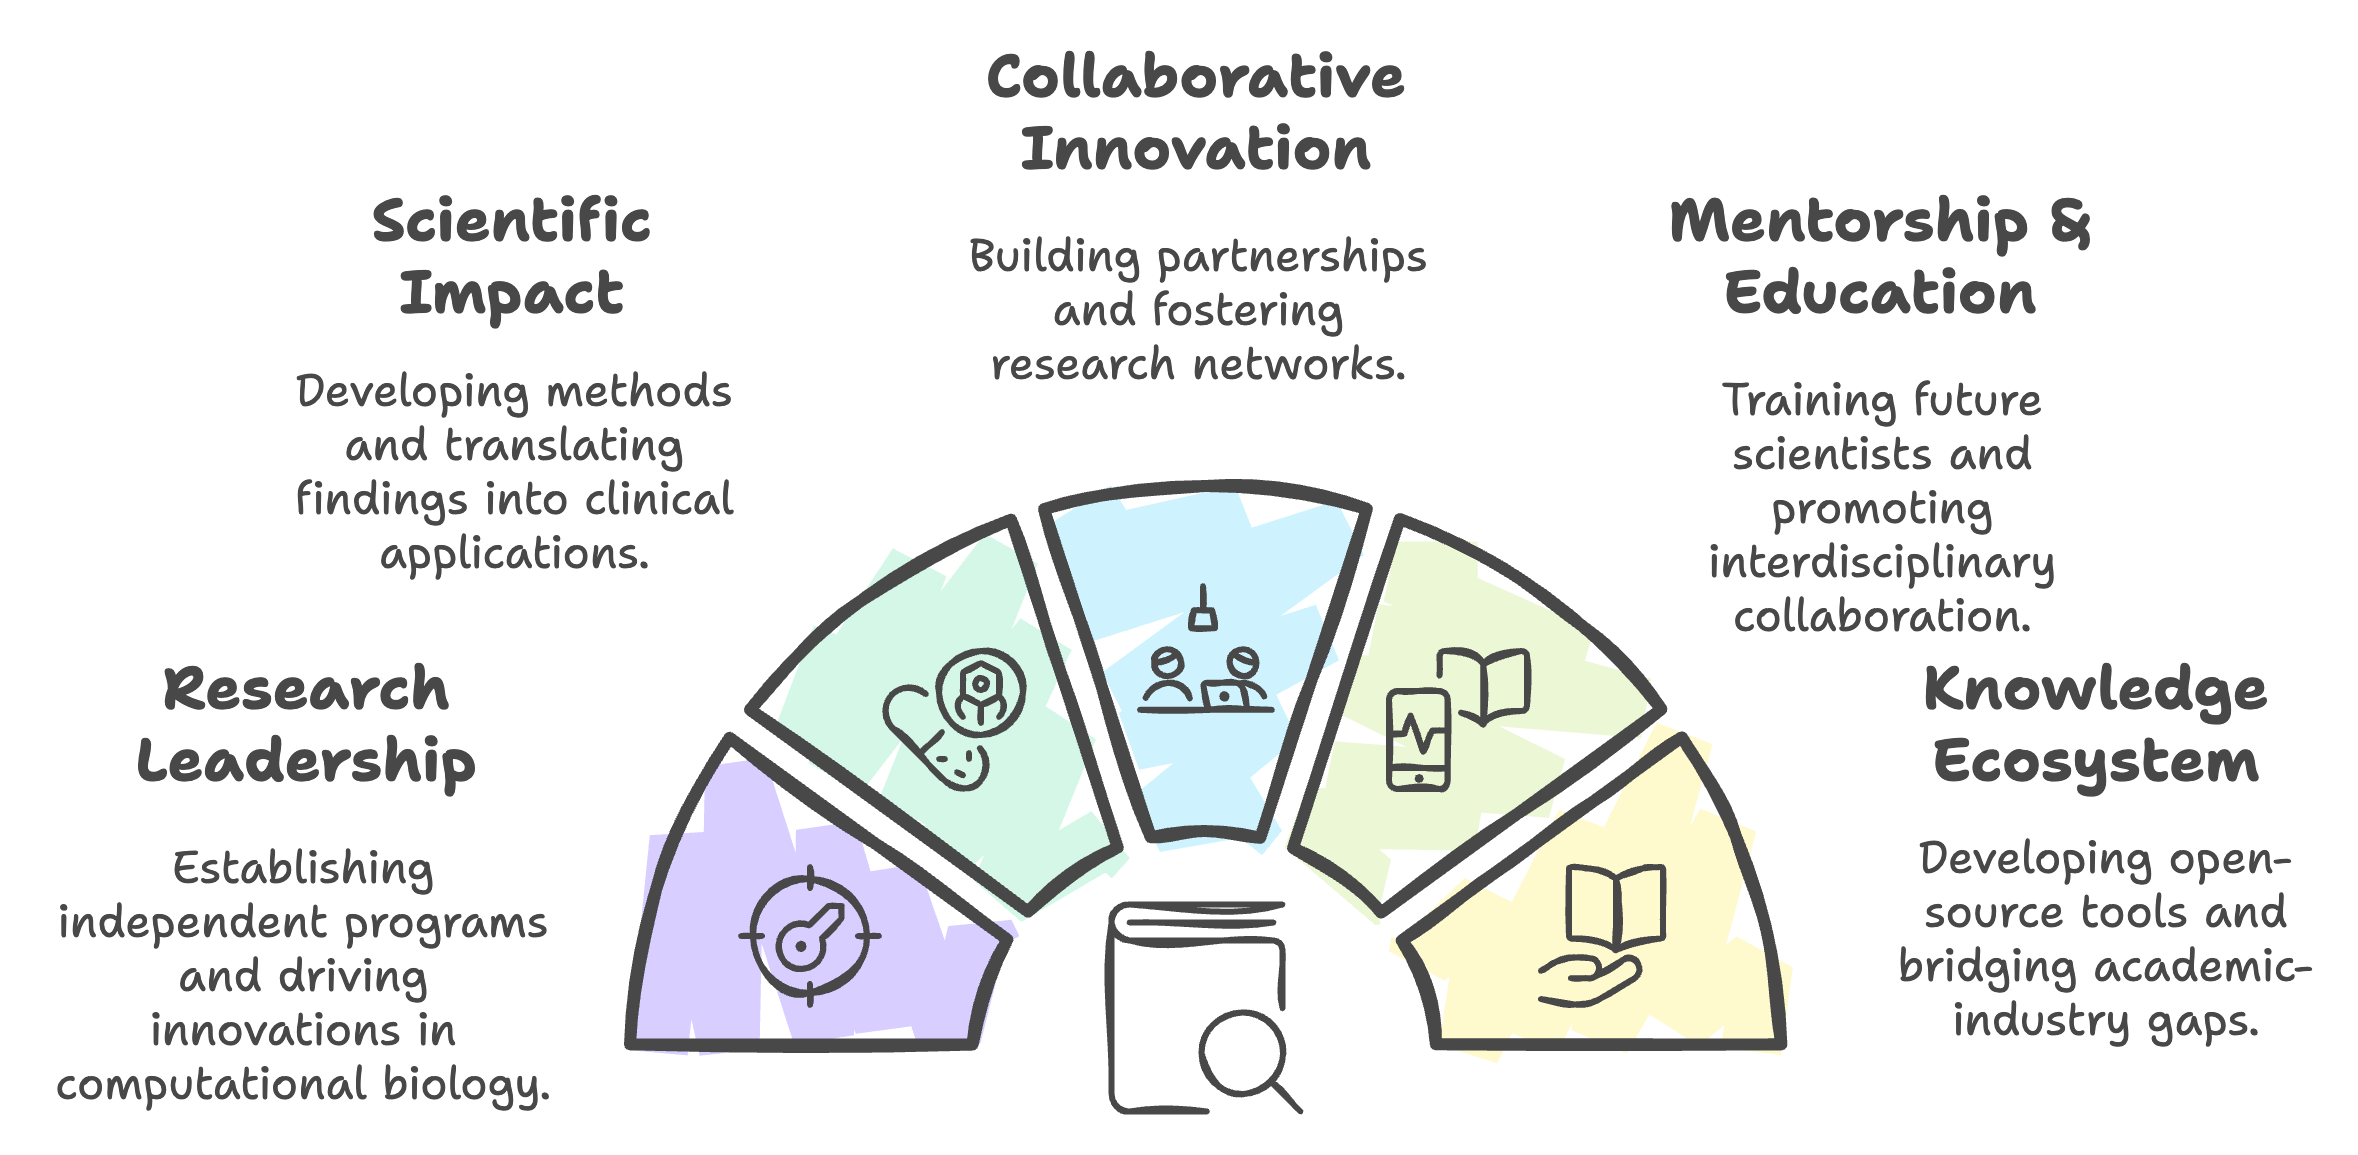 Collaborative
Innovation
Building partnerships
and fostering
research networks.
Scientific
Impact
Developing methods
and translating
findings into clinical
applications.
Mentorship &
Education
Training future
scientists and
promoting
interdisciplinary
collaboration.
Research
Leadership
Establishing
independent programs
and driving
innovations in
computational biology.
Knowledge
Ecosystem
Developing open-
source tools and
bridging academic-
industry gaps.